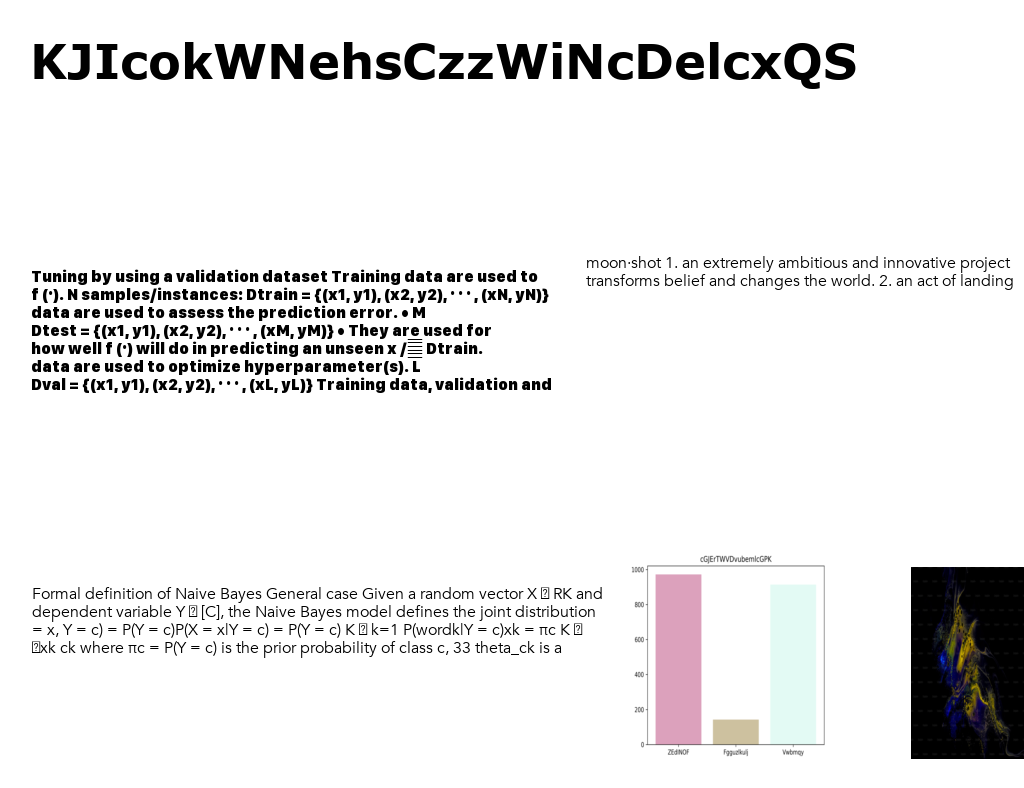 KJIcokWNehsCzzWiNcDelcxQS
moon·shot 1. an extremely ambitious and innovative project
transforms belief and changes the world. 2. an act of landing
Tuning by using a validation dataset Training data are used to
f (·). N samples/instances: Dtrain = {(x1, y1), (x2, y2), · · · , (xN, yN)}
data are used to assess the prediction error. • M
Dtest = {(x1, y1), (x2, y2), · · · , (xM, yM)} • They are used for
how well f (·) will do in predicting an unseen x / Dtrain.
data are used to optimize hyperparameter(s). L
Dval = {(x1, y1), (x2, y2), · · · , (xL, yL)} Training data, validation and
Formal definition of Naive Bayes General case Given a random vector X RK and
dependent variable Y [C], the Naive Bayes model defines the joint distribution
= x, Y = c) = P(Y = c)P(X = x|Y = c) = P(Y = c) K k=1 P(wordk|Y = c)xk = πc K
xk ck where πc = P(Y = c) is the prior probability of class c, 33 theta_ck is a
cGJErTWVDvubemlcGPK
1000
800
600
400
200
0
ZEdINOF Fgguzlkulj Vwbmqy